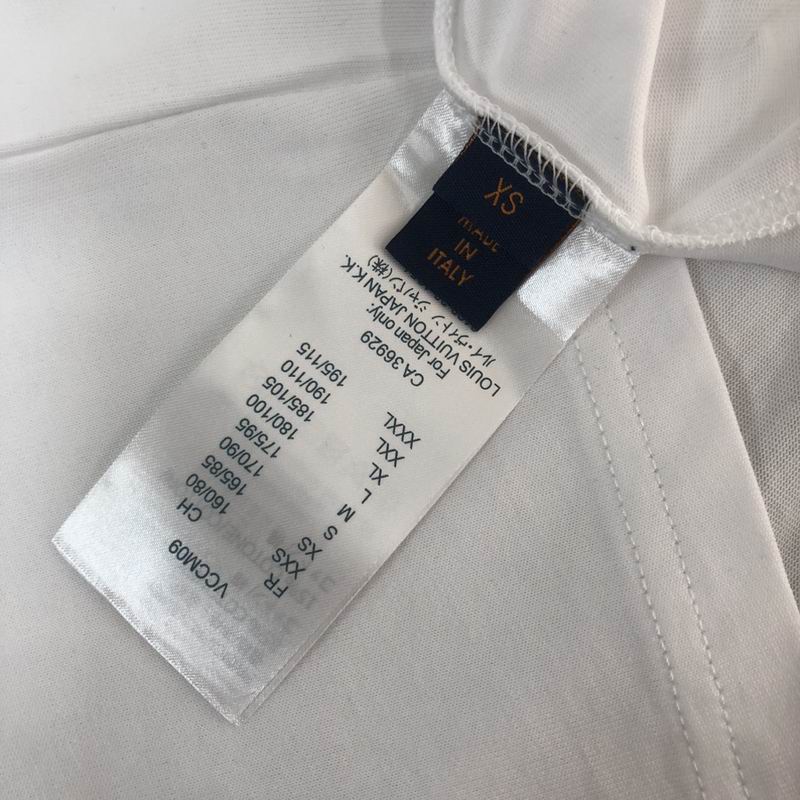 XS
MADE
IN
ITALY
VCCM09
FR CH
XXS 160/80
XS 165/85
S 170/90
M 175/95
L 180/100
XL 185/105
XXL 190/110
XXXL 195/115
CA 36929
For Japan only:
LOUIS VUITTON JAPAN K.K.
ルイ・ヴィトン ジャパン(株)